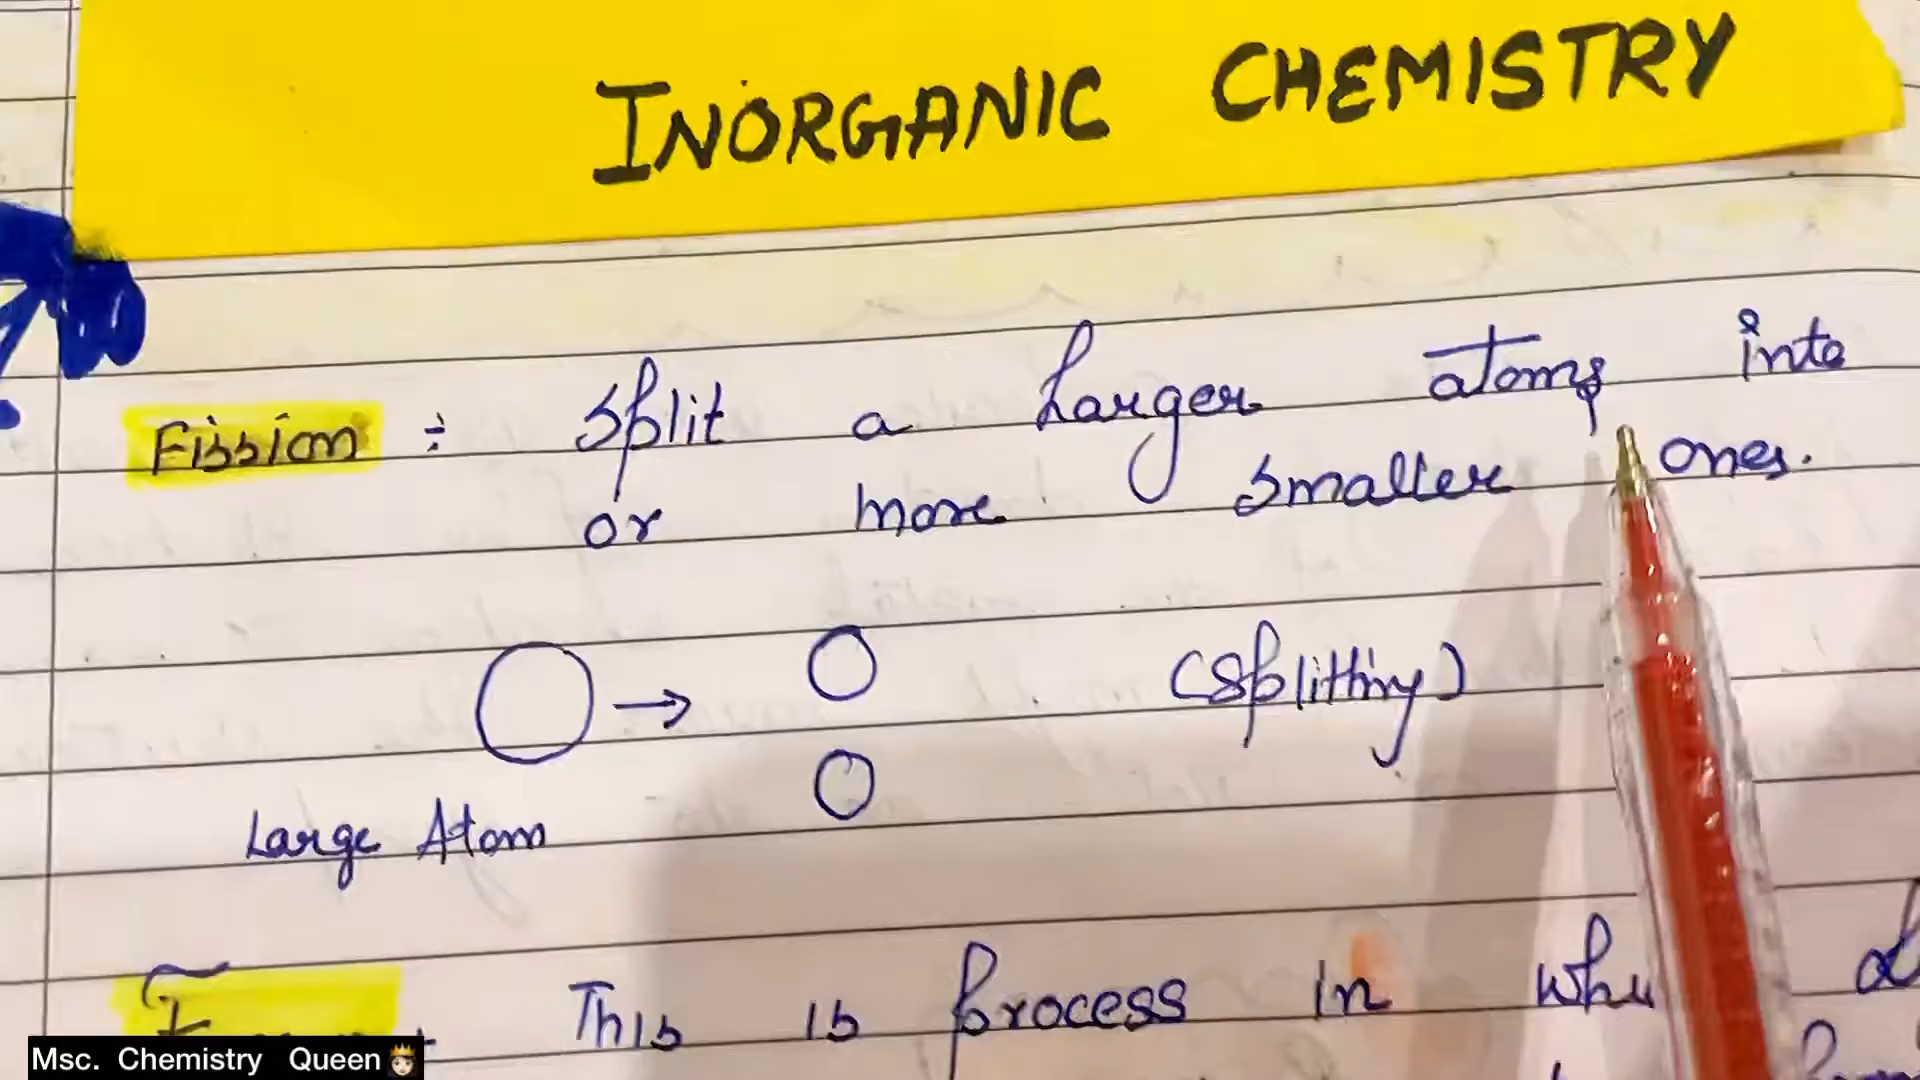 INORGANIC CHEMISTRY
Fission ÷ Split a Larger atoms into
or more smaller ones.
(Splitting)
Large Atom
This is process in
Msc. Chemistry Queen